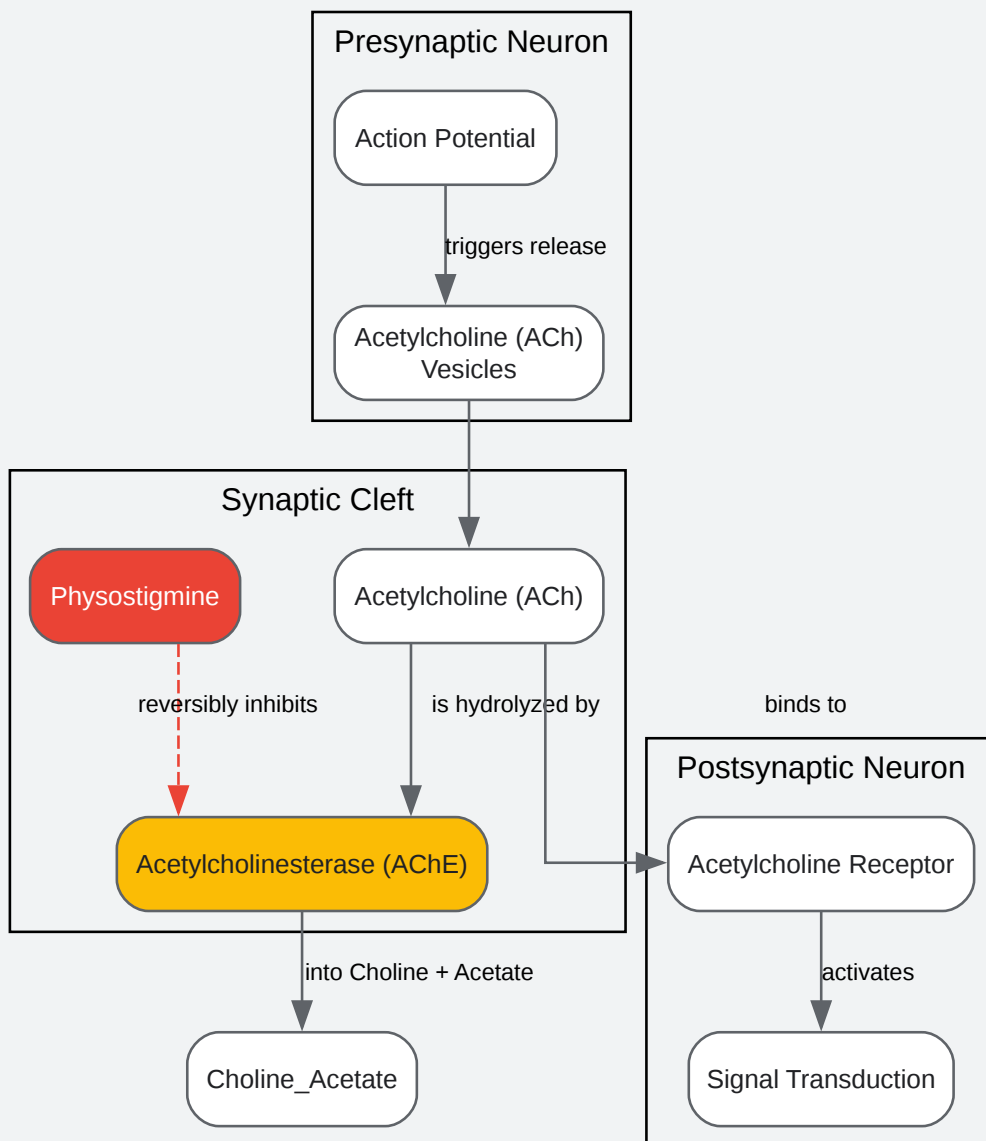 Presynaptic Neuron
Action Potential
triggers release
Acetylcholine (ACh)
Vesicles
Synaptic Cleft
Physostigmine
Acetylcholine (ACh)
reversibly inhibits
is hydrolyzed by
binds to
Postsynaptic Neuron
Acetylcholinesterase (AChE)
Acetylcholine Receptor
into Choline + Acetate
activates
Choline_Acetate
Signal Transduction